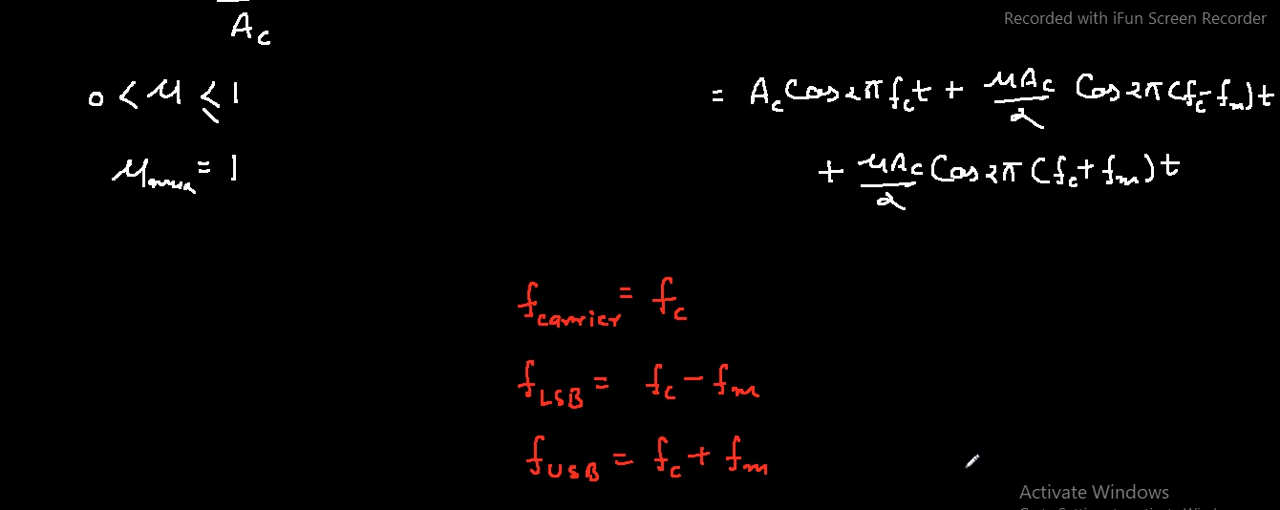 Recorded with iFun Screen Recorder
A_c
0 < μ ≤ 1
= A_c Cos 2π f_c t + μA_c/2 Cos 2π (f_c - f_m) t
μ_max = 1
+ μA_c/2 Cos 2π (f_c + f_m) t
f_carrier = f_c
f_LSB = f_c - f_m
f_USB = f_c + f_m
Activate Windows